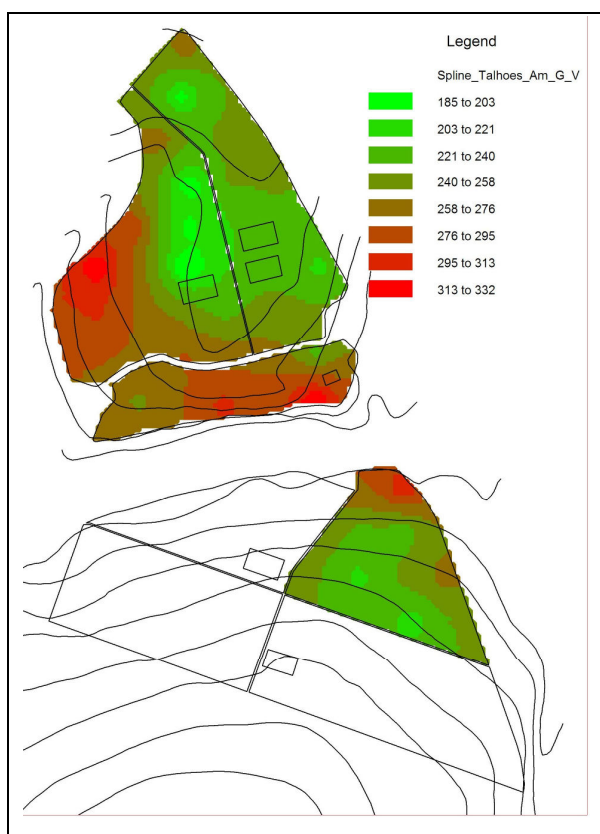 Legend
Spline_Talhoes_Am_G_V
185 to 203
203 to 221
221 to 240
240 to 258
258 to 276
276 to 295
295 to 313
313 to 332